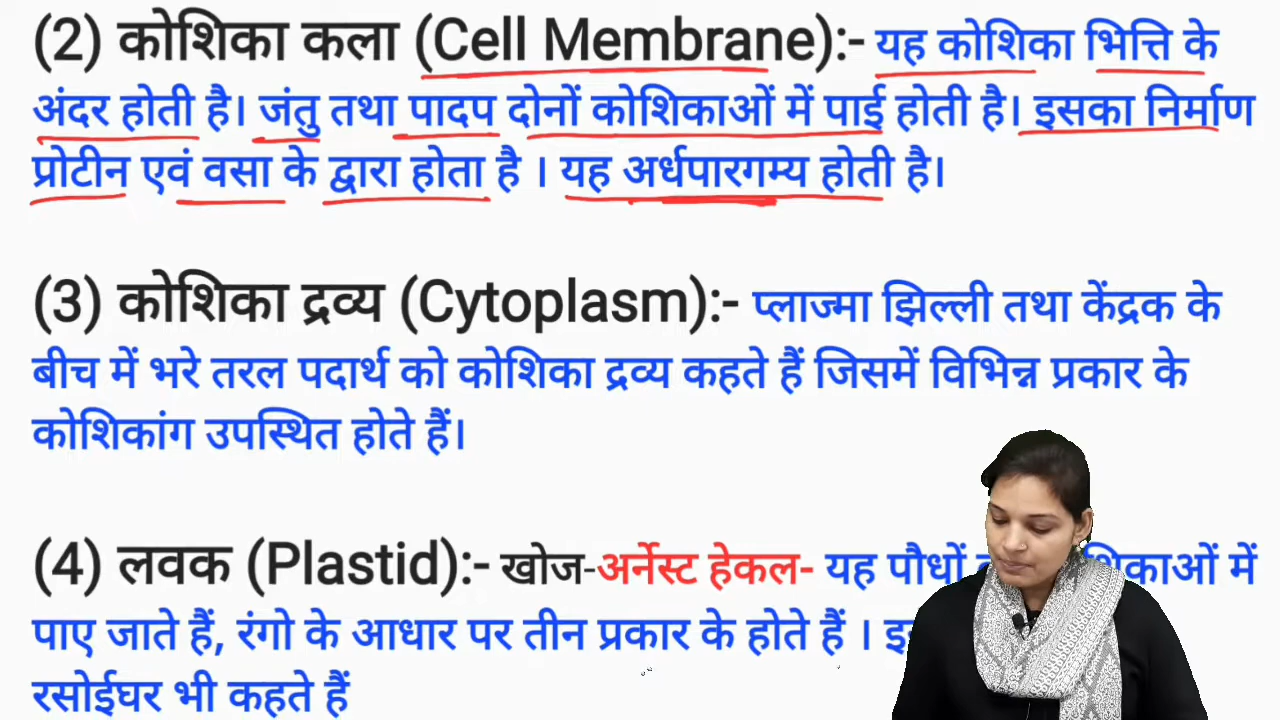 (2) कोशिका कला (Cell Membrane):- यह कोशिका भित्ति के
अंदर होती है। जंतु तथा पादप दोनों कोशिकाओं में पाई होती है। इसका निर्माण
प्रोटीन एवं वसा के द्वारा होता है । यह अर्धपारगम्य होती है।
(3) कोशिका द्रव्य (Cytoplasm):- प्लाज्मा झिल्ली तथा केंद्रक के
बीच में भरे तरल पदार्थ को कोशिका द्रव्य कहते हैं जिसमें विभिन्न प्रकार के
कोशिकांग उपस्थित होते हैं।
(4) लवक (Plastid):- खोज-अर्नेस्ट हेकल- यह पौधों में
पाए जाते हैं, रंगो के आधार पर तीन प्रकार के होते हैं ।
रसोईघर भी कहते हैं